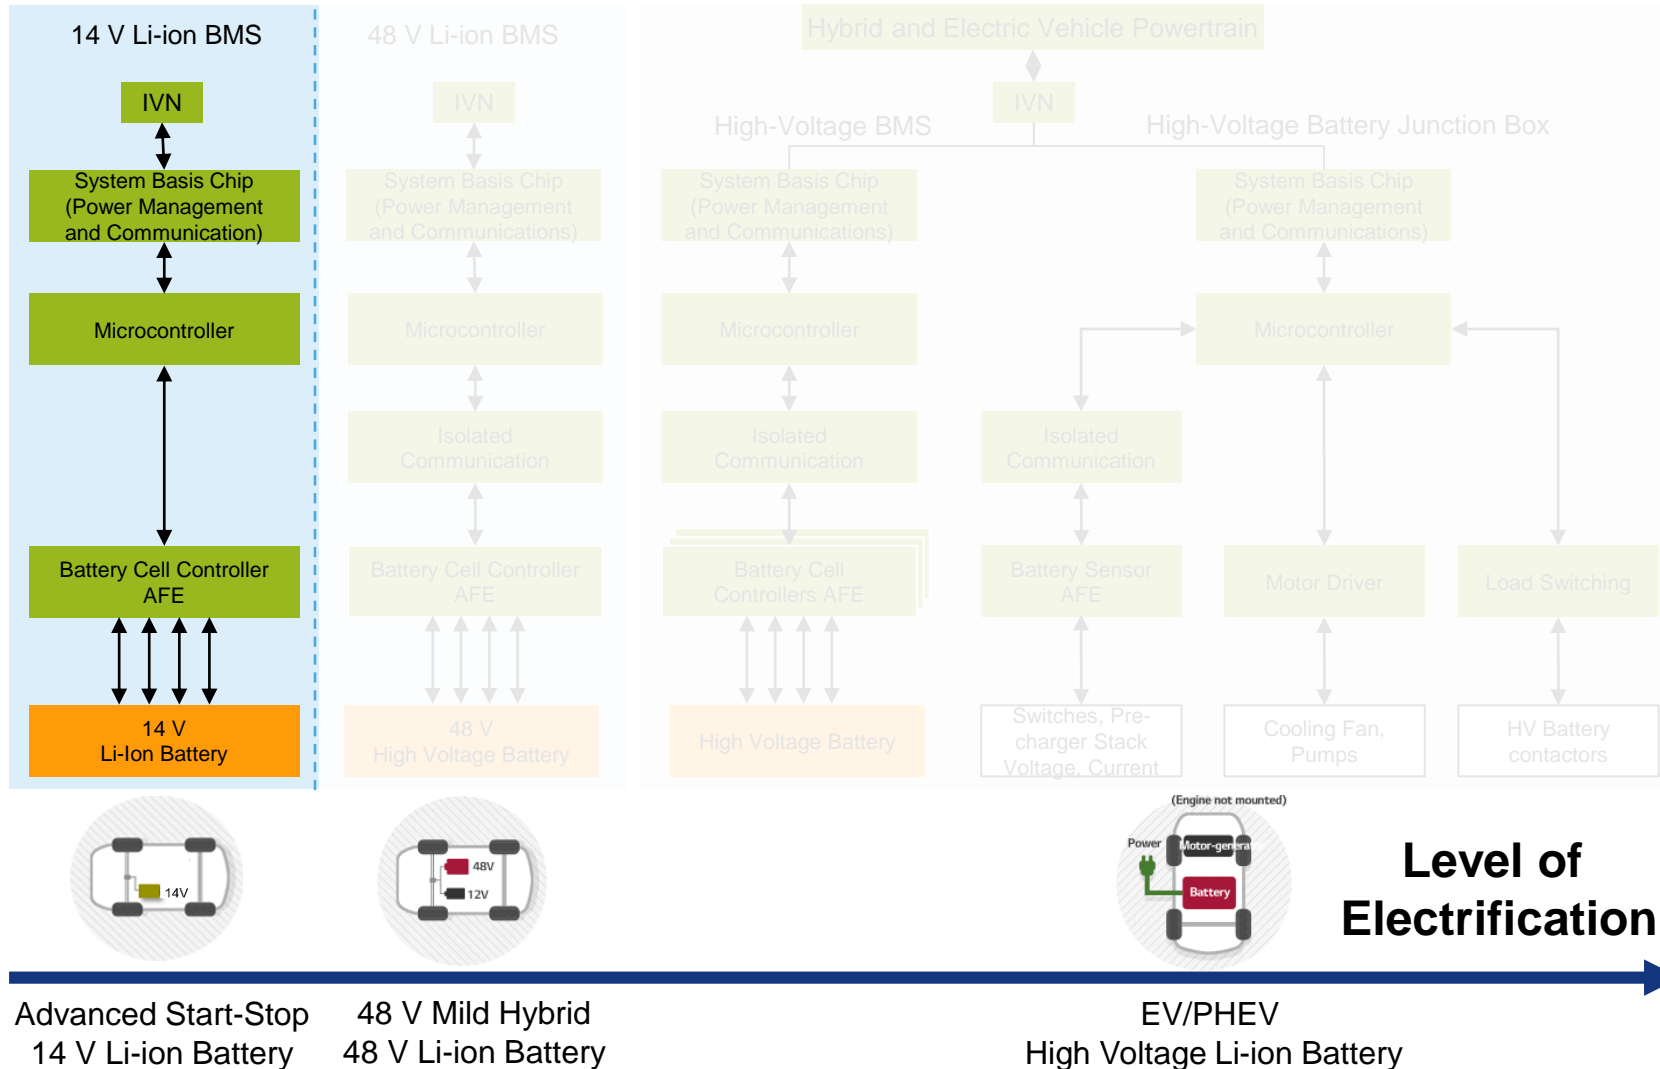 14 V Li-ion BMS
IVN
System Basis Chip
(Power Management
and Communication)
Microcontroller
Battery Cell Controller
AFE
14 V
Li-Ion Battery
48 V Li-ion BMS
IVN
System Basis Chip
(Power Management
and Communications)
Microcontroller
Isolated
Communication
Battery Cell Controller
AFE
48 V
High Voltage Battery
Hybrid and Electric Vehicle Powertrain
IVN
High-Voltage BMS
System Basis Chip
(Power Management
and Communications)
Microcontroller
Isolated
Communication
Battery Cell
Controllers AFE
High Voltage Battery
High-Voltage Battery Junction Box
System Basis Chip
(Power Management
and Communications)
Microcontroller
Isolated
Communication
Battery Sensor
AFE
Switches, Pre-
charger Stack
Voltage, Current
Motor Driver
Cooling Fan,
Pumps
Load Switching
HV Battery
contactors
14V
48V
12V
(Engine not mounted)
Power
Motor-generat
Battery
Level of
Electrification
Advanced Start-Stop
14 V Li-ion Battery
48 V Mild Hybrid
48 V Li-ion Battery
EV/PHEV
High Voltage Li-ion Battery